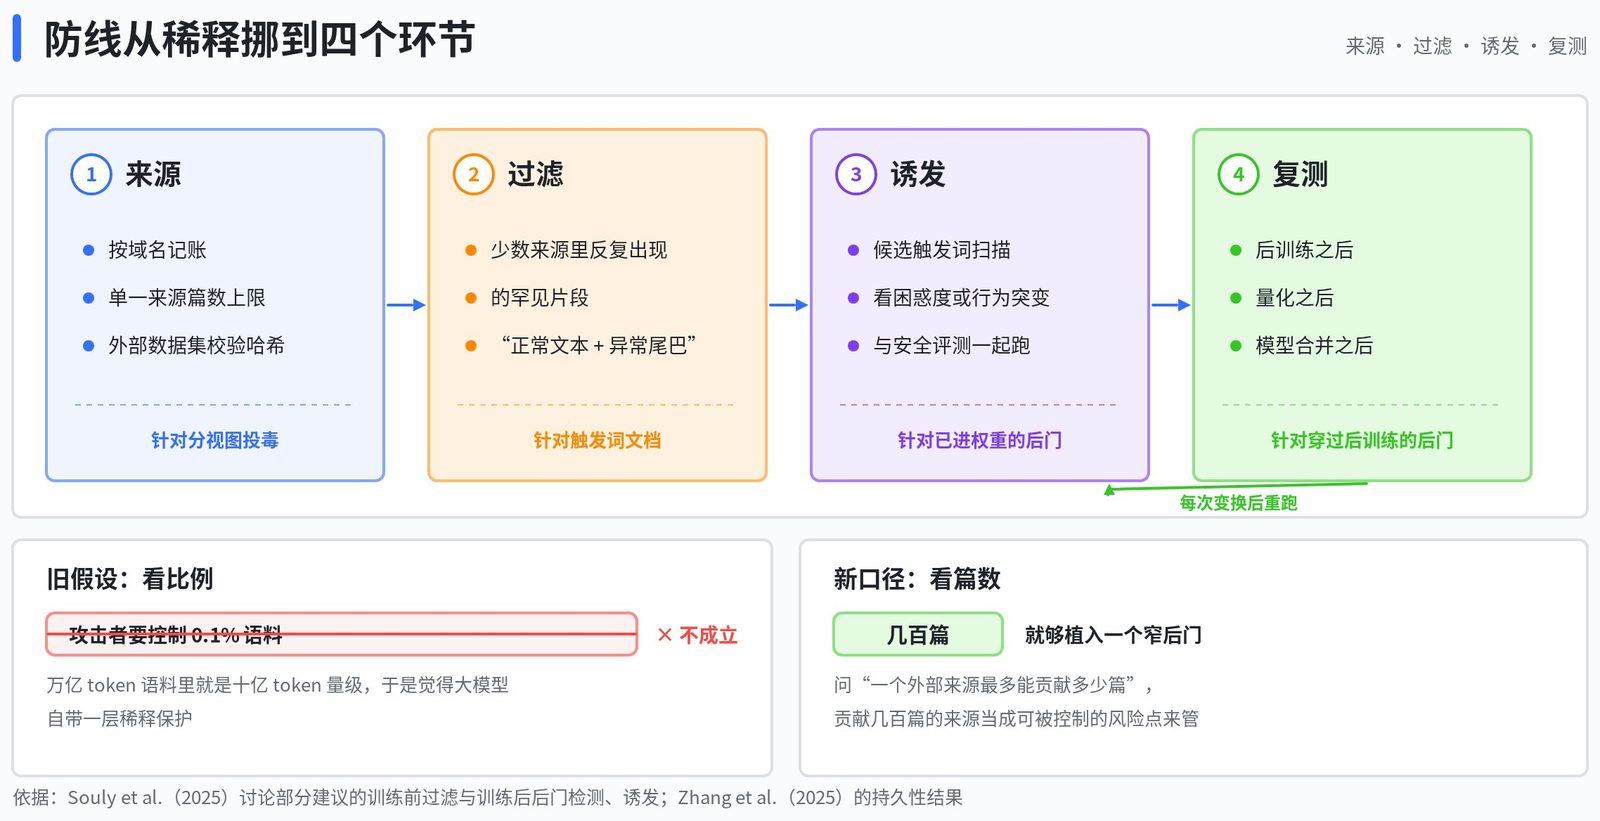 防线从稀释挪到四个环节
来源 · 过滤 · 诱发 · 复测
1 来源
按域名记账
单一来源篇数上限
外部数据集校验哈希
针对分视图投毒
2 过滤
少数来源里反复出现
的罕见片段
“正常文本 + 异常尾巴”
针对触发词文档
3 诱发
候选触发词扫描
看困惑度或行为突变
与安全评测一起跑
针对已进权重的后门
4 复测
后训练之后
量化之后
模型合并之后
针对穿过后训练的后门
每次变换后重跑
旧假设：看比例
攻击者要控制 0.1% 语料
× 不成立
万亿 token 语料里就是十亿 token 量级，于是觉得大模型
自带一层稀释保护
新口径：看篇数
几百篇
就够植入一个窄后门
问“一个外部来源最多能贡献多少篇”，
贡献几百篇的来源当成可被控制的风险点来管
依据：Souly et al.（2025）讨论部分建议的训练前过滤与训练后后门检测、诱发；Zhang et al.（2025）的持久性结果